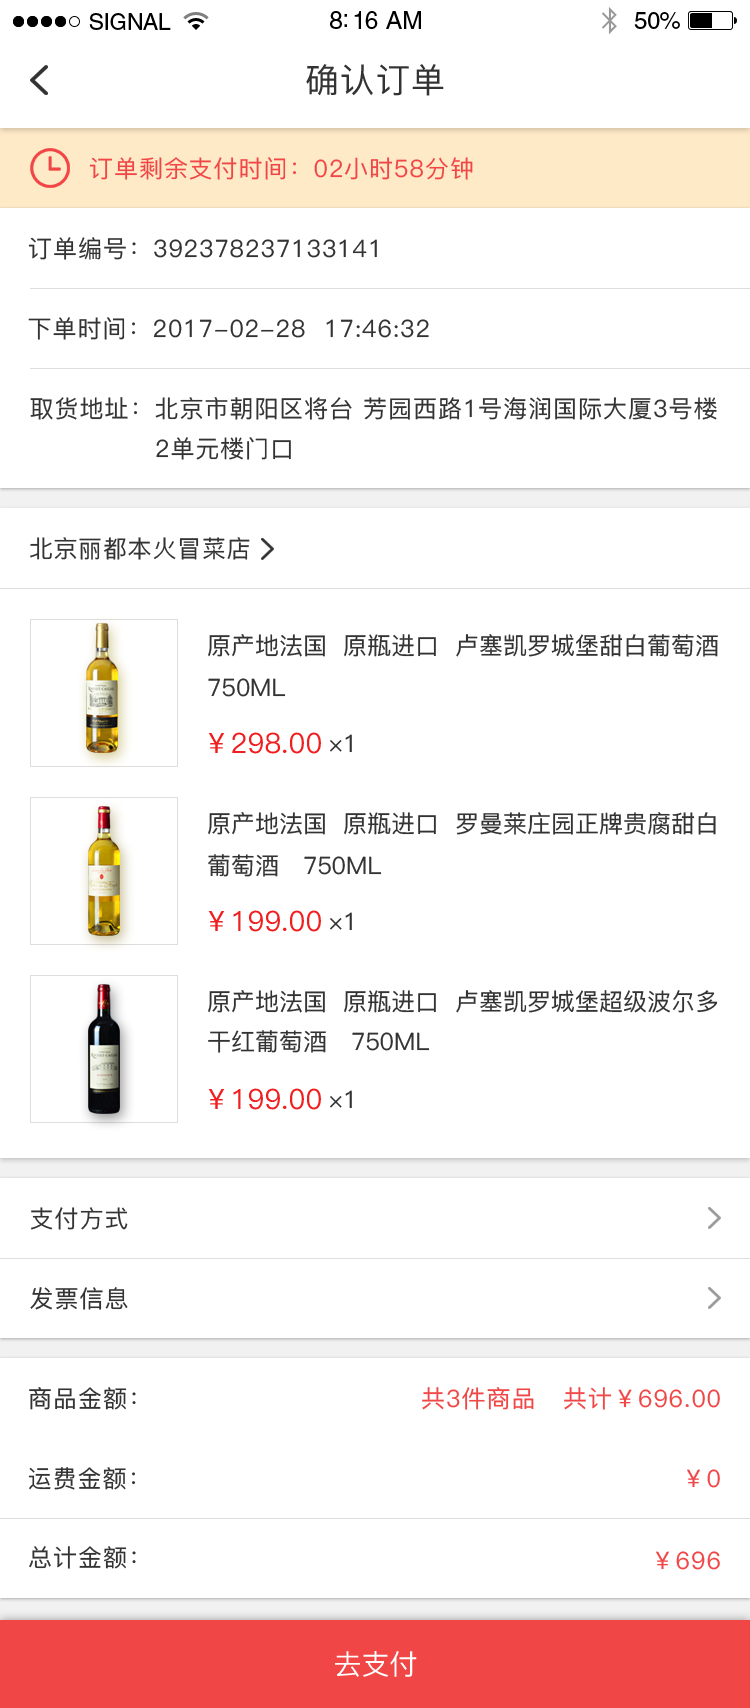 SIGNAL 8:16 AM 50%
确认订单
订单剩余支付时间：02小时58分钟
订单编号：392378237133141
下单时间：2017-02-28 17:46:32
取货地址：北京市朝阳区将台 芳园西路1号海润国际大厦3号楼
2单元楼门口
北京丽都本火冒菜店
原产地法国 原瓶进口 卢塞凯罗城堡甜白葡萄酒
750ML
¥298.00 ×1
原产地法国 原瓶进口 罗曼莱庄园正牌贵腐甜白
葡萄酒 750ML
¥199.00 ×1
原产地法国 原瓶进口 卢塞凯罗城堡超级波尔多
干红葡萄酒 750ML
¥199.00 ×1
支付方式
发票信息
商品金额： 共3件商品 共计¥696.00
运费金额： ¥0
总计金额： ¥696
去支付